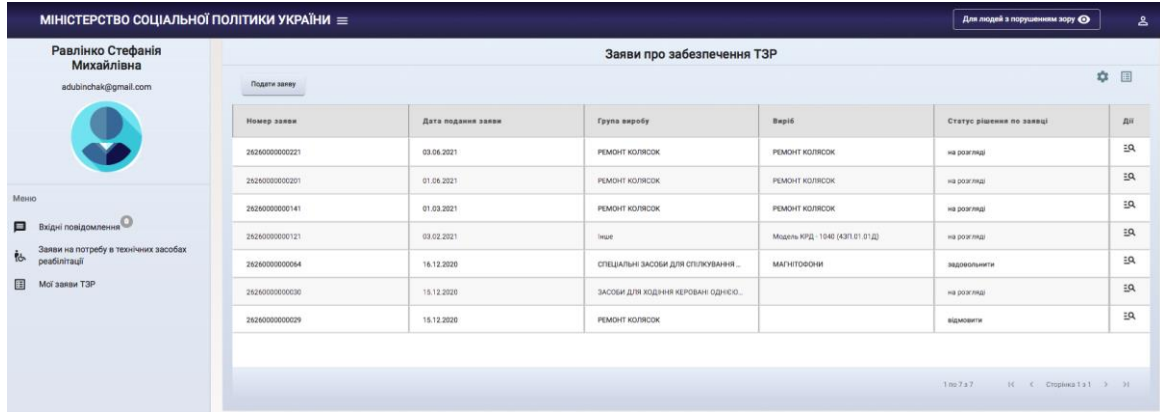 МІНІСТЕРСТВО СОЦІАЛЬНОЇ ПОЛІТИКИ УКРАЇНИ
Для людей з порушенням зору
Равлінко Стефанія
Михайлівна
adubinchak@gmail.com
Меню
Вхідні повідомлення
Заяви на потребу в технічних засобах
реабілітації
Мої заяви ТЗР
Заяви про забезпечення ТЗР
Подати заяву
Номер заяви Дата подання заяви Група виробу Виріб Статус рішення по заявці Дії
26260000000221 03.06.2021 РЕМОНТ КОЛЯСОК РЕМОНТ КОЛЯСОК на розгляді
26260000000201 01.06.2021 РЕМОНТ КОЛЯСОК РЕМОНТ КОЛЯСОК на розгляді
26260000000141 01.03.2021 РЕМОНТ КОЛЯСОК РЕМОНТ КОЛЯСОК на розгляді
26260000000121 03.02.2021 Інше Модель КРД - 1040 (43П.01.01Д) на розгляді
26260000000064 16.12.2020 СПЕЦІАЛЬНІ ЗАСОБИ ДЛЯ СПІЛКУВАННЯ ... МАГНІТОФОНИ задовольнити
26260000000030 15.12.2020 ЗАСОБИ ДЛЯ ХОДІННЯ КЕРОВАНІ ОДНІЄЮ... на розгляді
26260000000029 15.12.2020 РЕМОНТ КОЛЯСОК відмовити
1 по 7 з 7 Сторінка 1 з 1